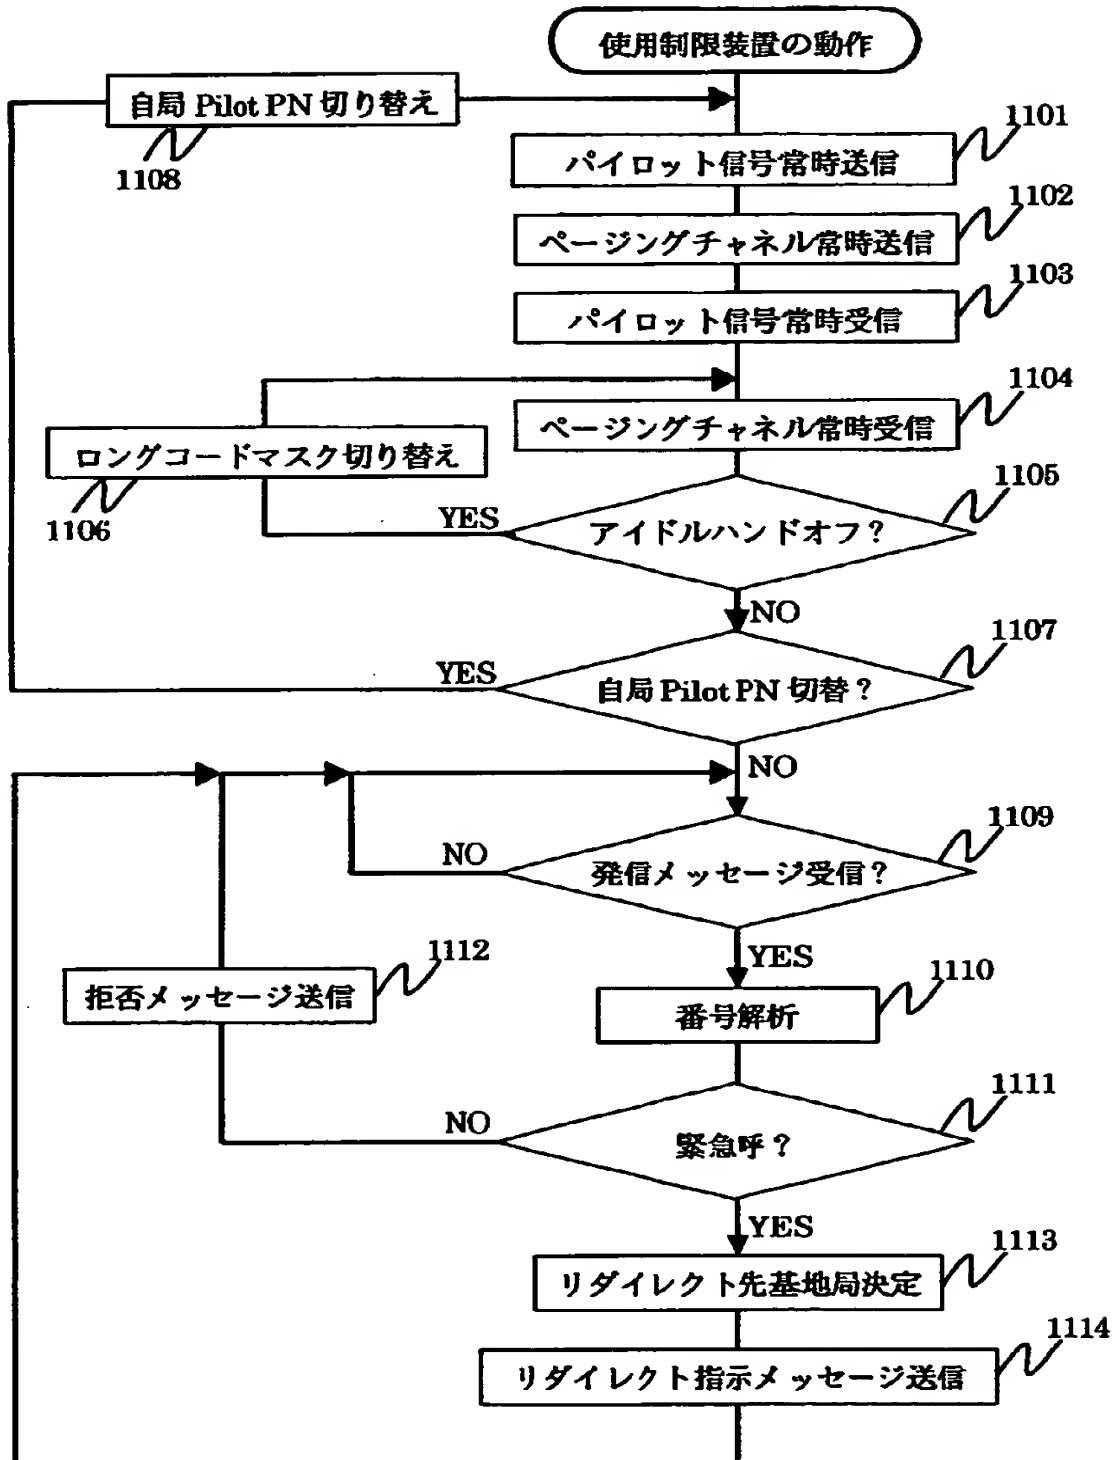 使用制限装置の動作
自局 Pilot PN 切り替え
1108
パイロット信号常時送信
1101
ページングチャネル常時送信
1102
パイロット信号常時受信
1103
ページングチャネル常時受信
1104
ロングコードマスク切り替え
1106
アイドルハンドオフ？
1105
YES
NO
自局 Pilot PN 切替？
1107
YES
NO
発信メッセージ受信？
1109
NO
YES
拒否メッセージ送信
1112
番号解析
1110
緊急呼？
1111
NO
YES
リダイレクト先基地局決定
1113
リダイレクト指示メッセージ送信
1114